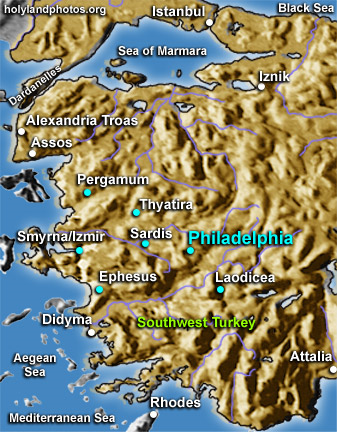 holylandphotos.org
Istanbul
Black Sea
Sea of Marmara
Dardanelles
Iznik
Alexandria Troas
Assos
Pergamum
Thyatira
Smyrna/Izmir
Sardis
Philadelphia
Ephesus
Laodicea
Didyma
Southwest Turkey
Aegean
Sea
Attalia
Rhodes
Mediterranean Sea